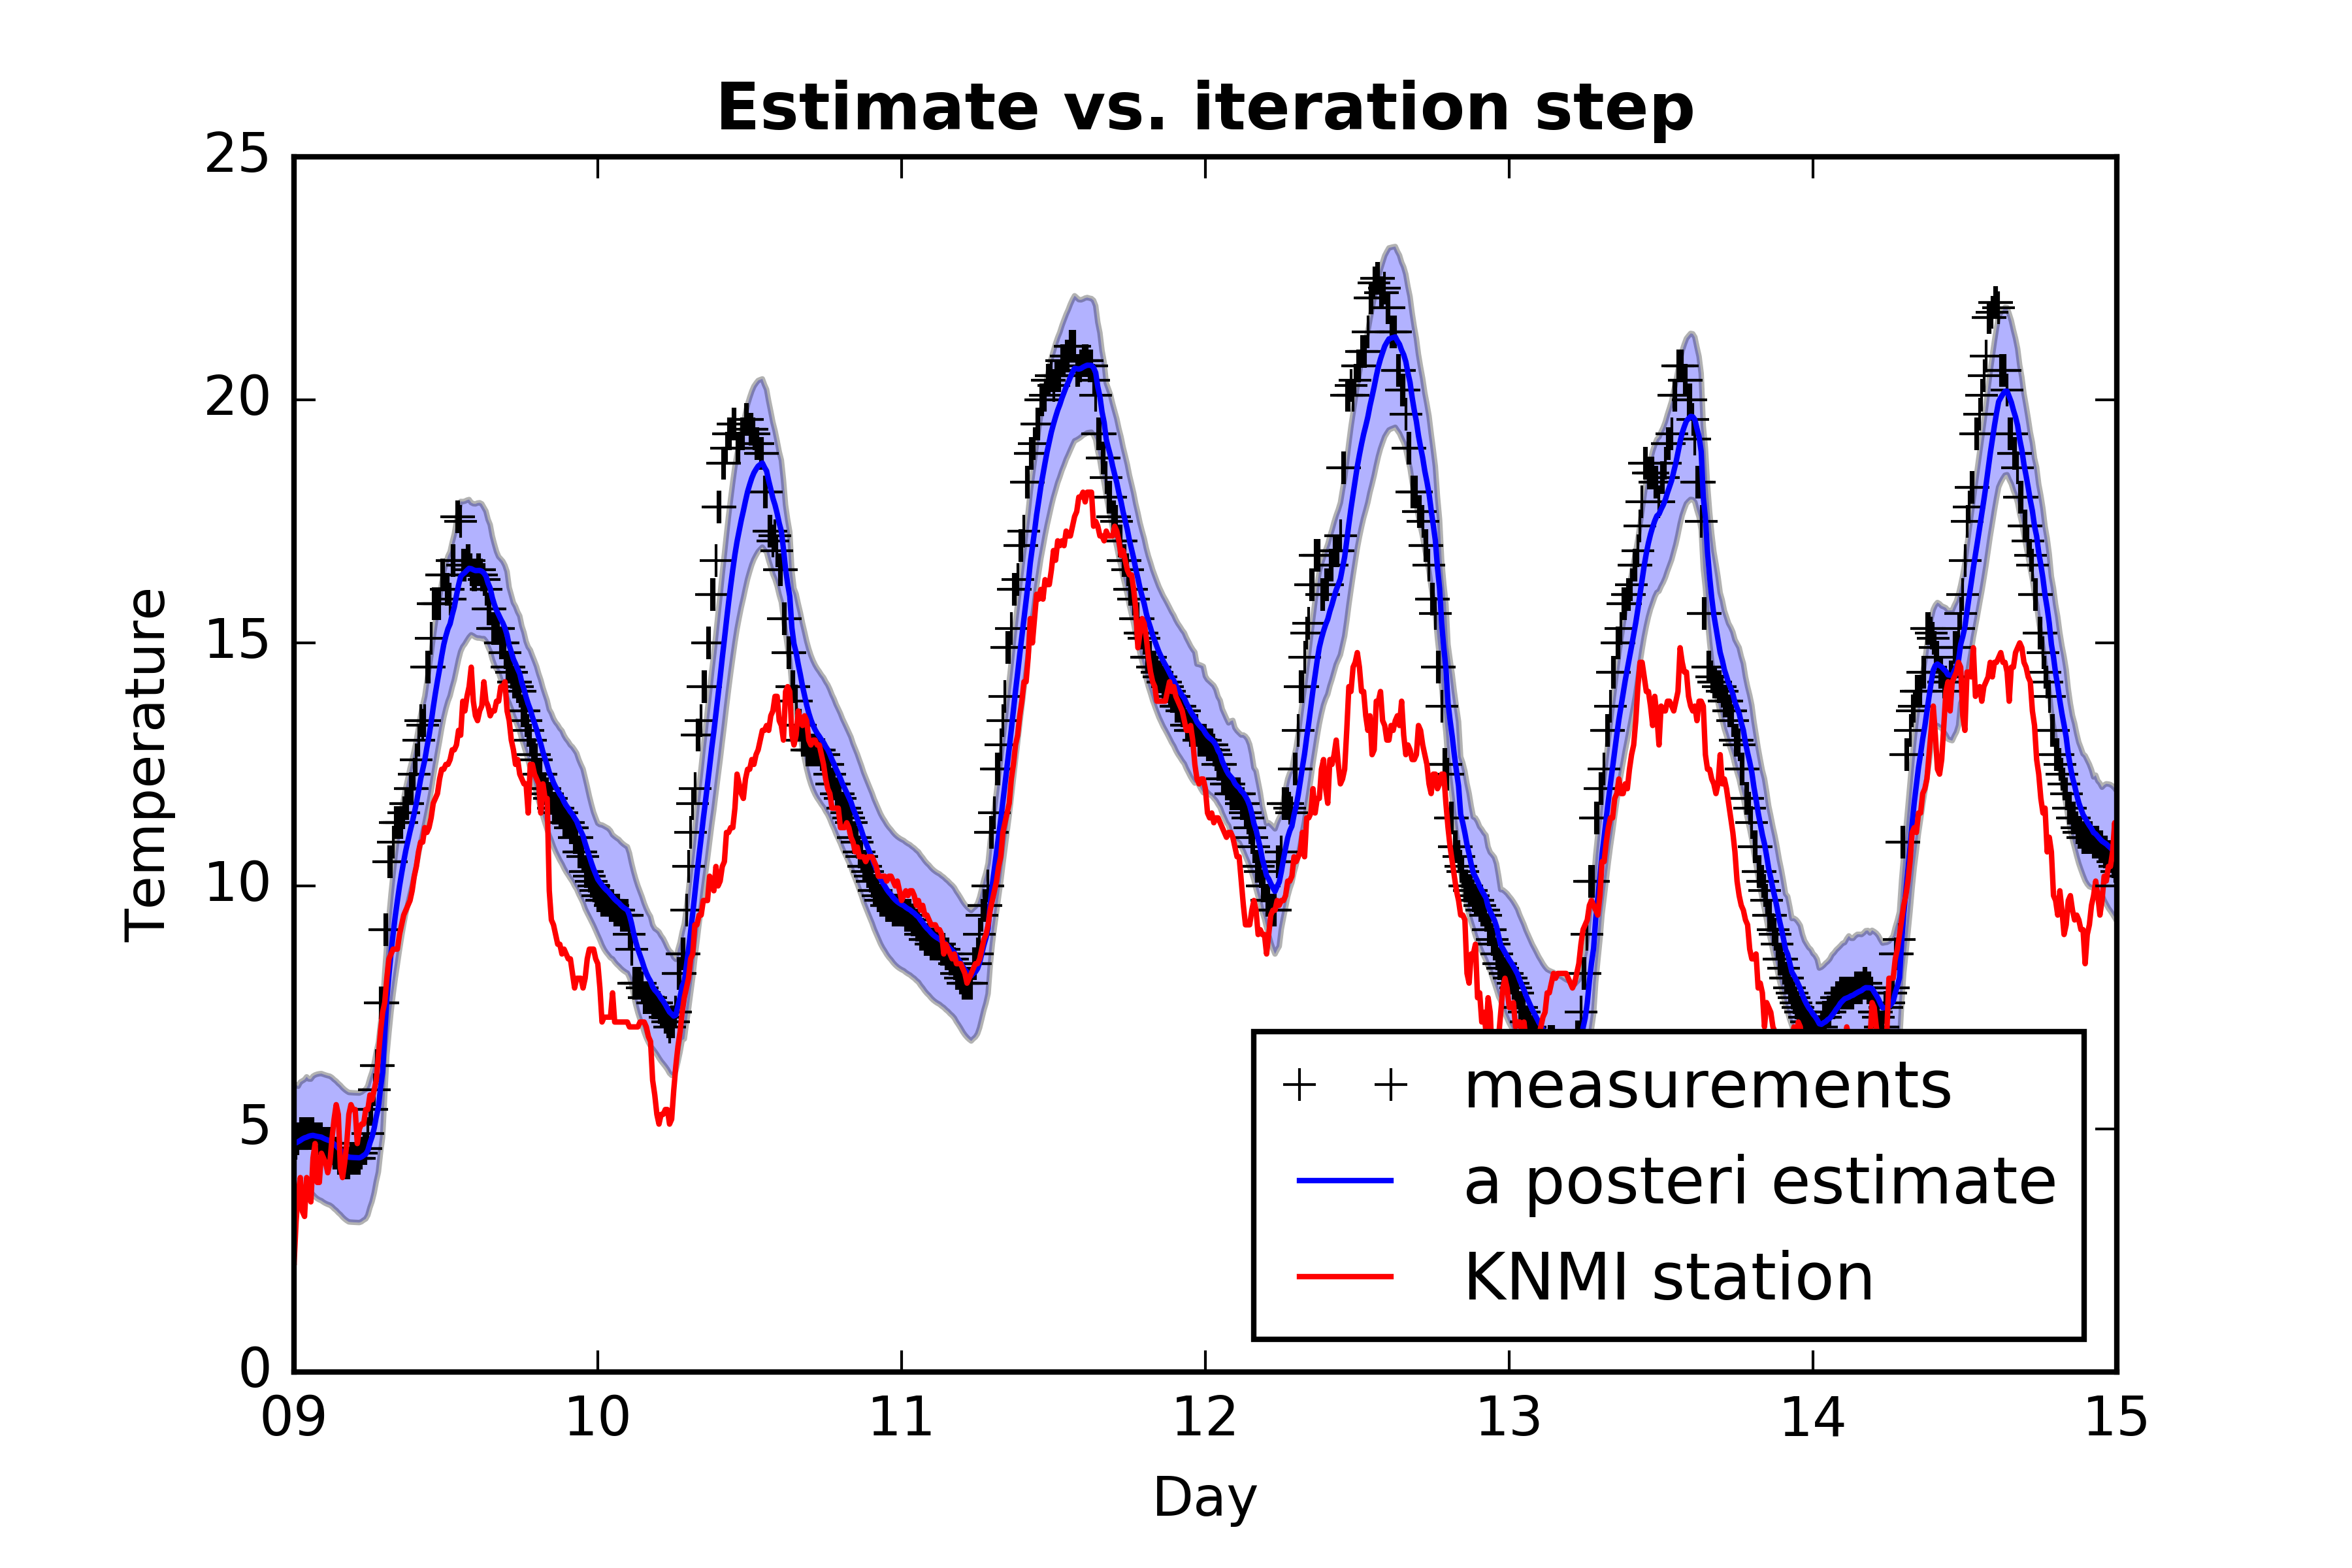 Estimate vs. iteration step
25
20
15
10
5
0
Temperature
09 10 11 12 13 14 15
Day
measurements
a posteri estimate
KNMI station